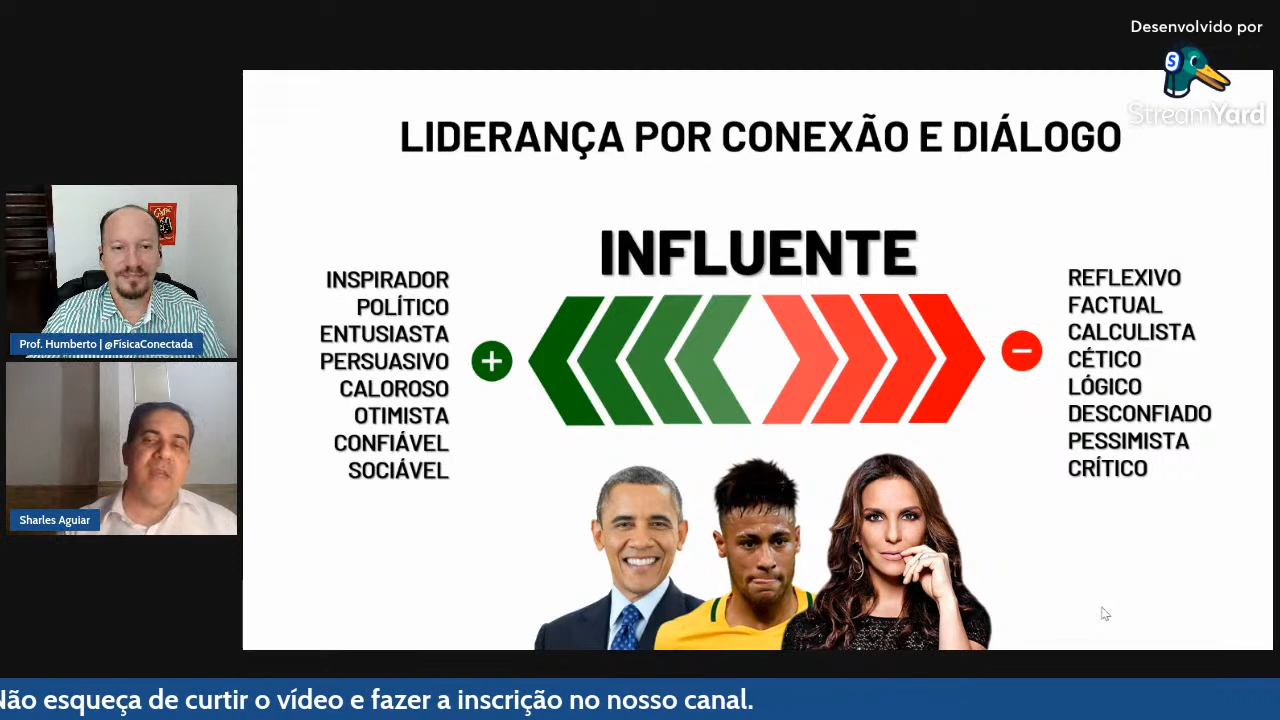 Desenvolvido por
StreamYard
LIDERANÇA POR CONEXÃO E DIÁLOGO
INFLUENTE
INSPIRADOR
POLÍTICO
ENTUSIASTA
PERSUASIVO
CALOROSO
OTIMISTA
CONFIÁVEL
SOCIÁVEL
REFLEXIVO
FACTUAL
CALCULISTA
CÉTICO
LÓGICO
DESCONFIADO
PESSIMISTA
CRÍTICO
Prof. Humberto | @FisicaConectada
Sharles Aguiar
Não esqueça de curtir o vídeo e fazer a inscrição no nosso canal.